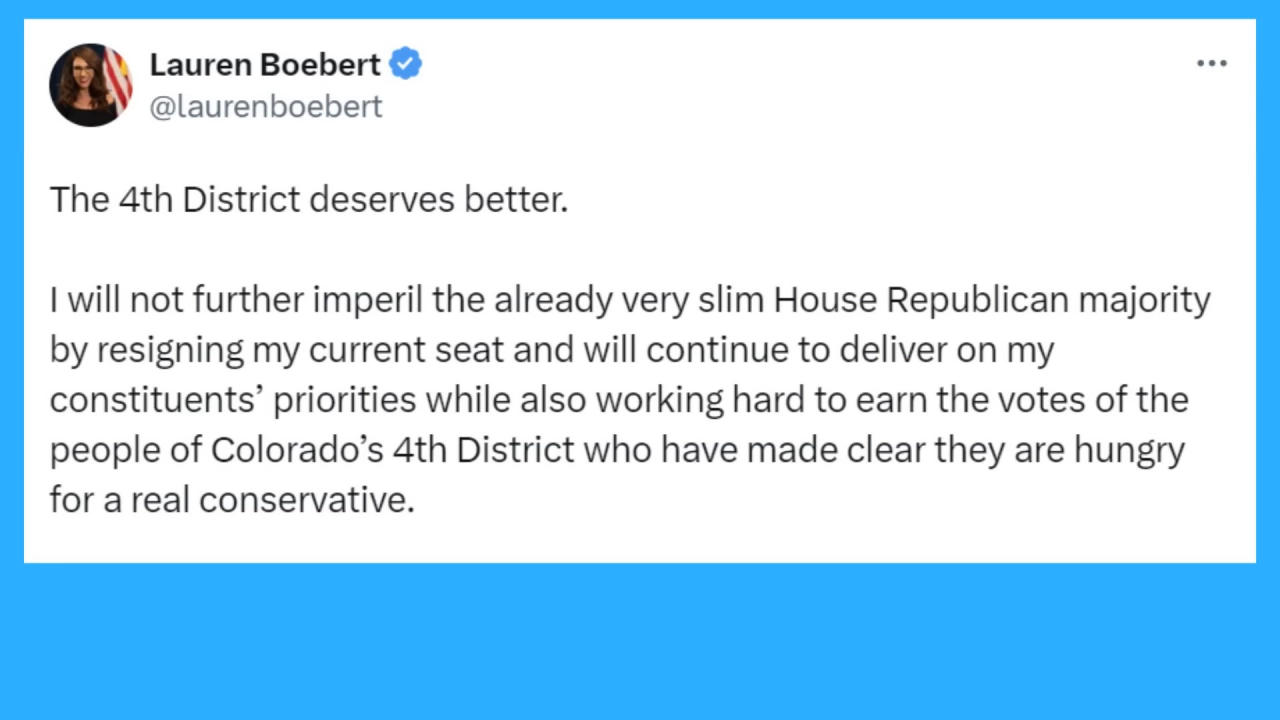 Lauren Boebert
@laurenboebert
The 4th District deserves better.
I will not further imperil the already very slim House Republican majority
by resigning my current seat and will continue to deliver on my
constituents’ priorities while also working hard to earn the votes of the
people of Colorado’s 4th District who have made clear they are hungry
for a real conservative.